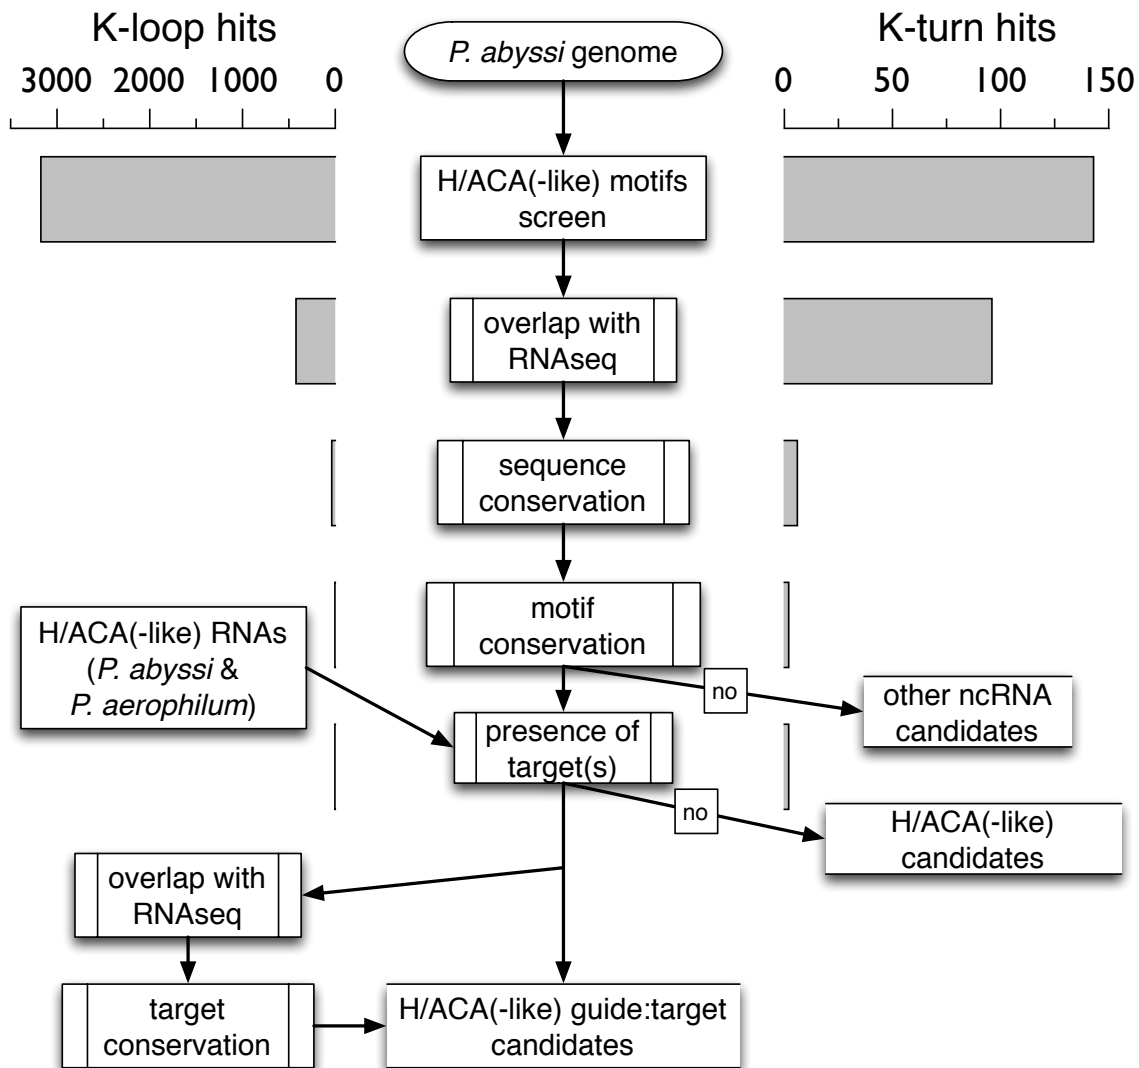 K-loop hits
3000 2000 1000 0
P. abyssi genome
K-turn hits
0 50 100 150
H/ACA(-like) motifs
screen
overlap with
RNAseq
sequence
conservation
motif
conservation
H/ACA(-like) RNAs
(P. abyssi &
P. aerophilum)
no
other ncRNA
candidates
presence of
target(s)
no
H/ACA(-like)
candidates
overlap with
RNAseq
target
conservation
H/ACA(-like) guide:target
candidates